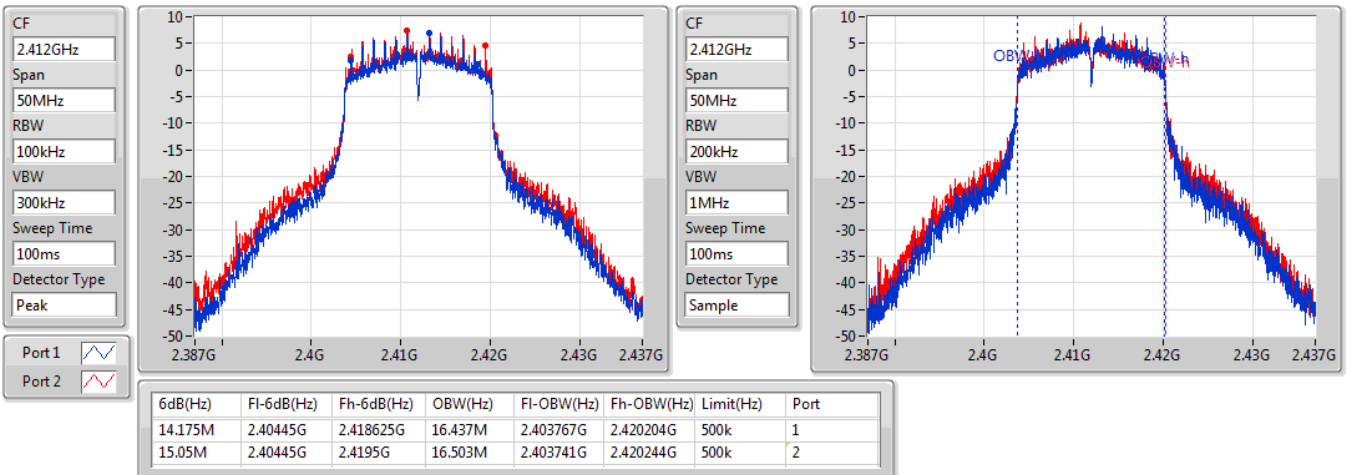 CF
2.412GHz
Span
50MHz
RBW
100kHz
VBW
300kHz
Sweep Time
100ms
Detector Type
Peak
Port 1
Port 2
10
5
0
-5
-10
-15
-20
-25
-30
-35
-40
-45
-50
2.387G 2.4G 2.41G 2.42G 2.43G 2.437G
CF
2.412GHz
Span
50MHz
RBW
200kHz
VBW
1MHz
Sweep Time
100ms
Detector Type
Sample
10
5
0
-5
-10
-15
-20
-25
-30
-35
-40
-45
-50
2.387G 2.4G 2.41G 2.42G 2.43G 2.437G
6dB(Hz) Fl-6dB(Hz) Fh-6dB(Hz) OBW(Hz) Fl-OBW(Hz) Fh-OBW(Hz) Limit(Hz) Port
14.175M 2.40445G 2.418625G 16.437M 2.403767G 2.420204G 500k 1
15.05M 2.40445G 2.4195G 16.503M 2.403741G 2.420244G 500k 2